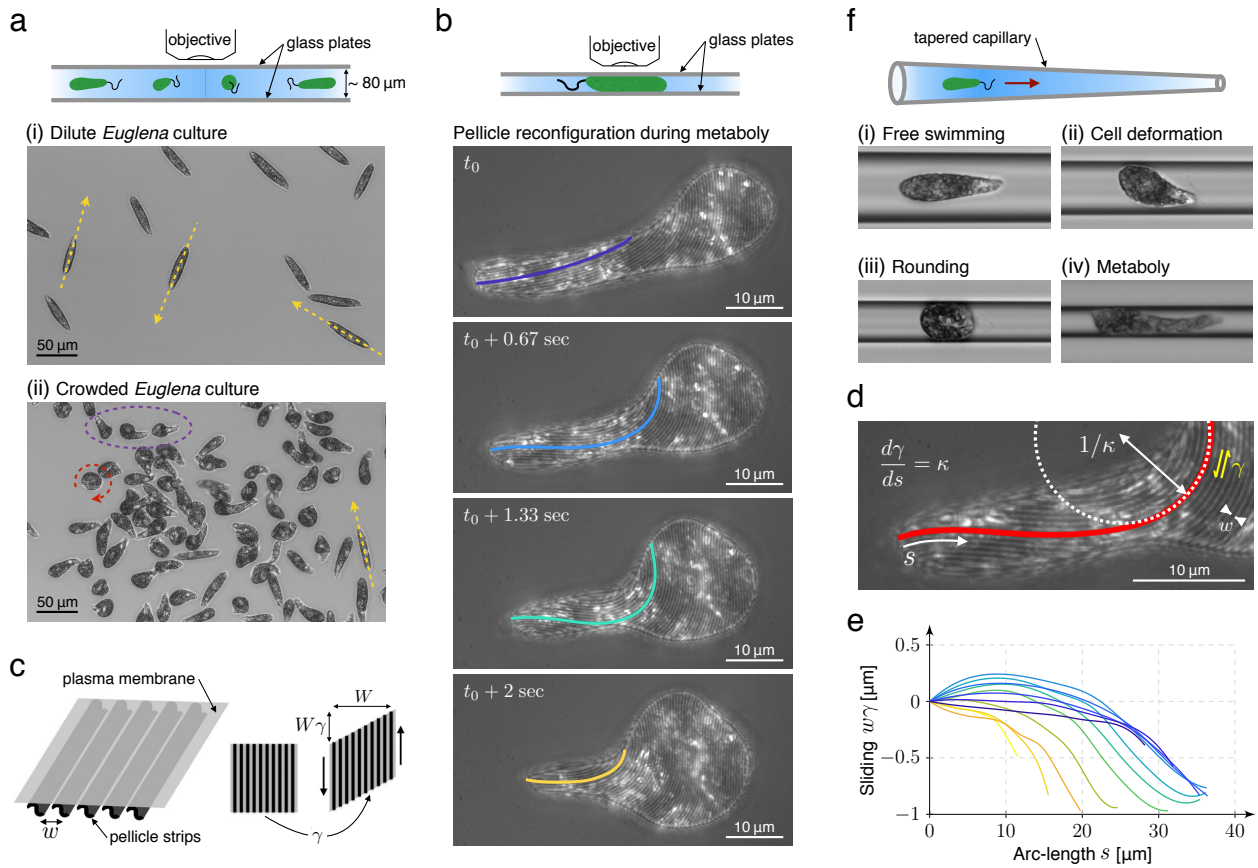 a
objective
glass plates
~ 80 µm
(i) Dilute Euglena culture
50 µm
(ii) Crowded Euglena culture
50 µm
b
objective
glass plates
Pellicle reconfiguration during metaboly
t₀
10 µm
t₀ + 0.67 sec
10 µm
t₀ + 1.33 sec
10 µm
t₀ + 2 sec
10 µm
c
plasma membrane
w
pellicle strips
W
Wγ
γ
f
tapered capillary
(i) Free swimming
(ii) Cell deformation
(iii) Rounding
(iv) Metaboly
d
dγ/ds = κ
1/κ
γ
w
s
10 µm
e
Sliding wγ [µm]
0.5
0
−0.5
−1
0 10 20 30 40
Arc-length s [µm]